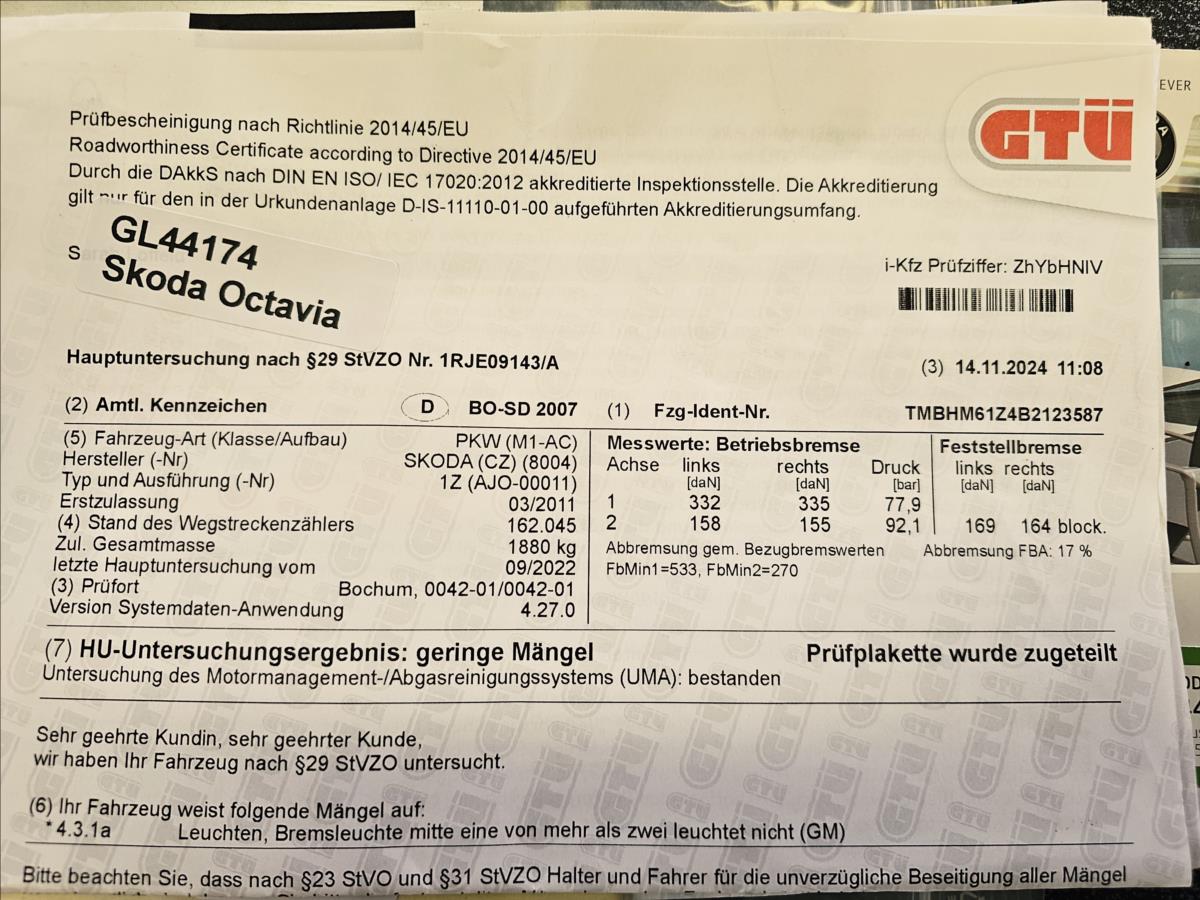 EVER
GTÜ
Prüfbescheinigung nach Richtlinie 2014/45/EU
Roadworthiness Certificate according to Directive 2014/45/EU
Durch die DAkkS nach DIN EN ISO/ IEC 17020:2012 akkreditierte Inspektionsstelle. Die Akkreditierung
gilt nur für den in der Urkundenanlage D-IS-11110-01-00 aufgeführten Akkreditierungsumfang.
GL44174
Skoda Octavia
S
i-Kfz Prüfziffer: ZhYbHNIV
Hauptuntersuchung nach §29 StVZO Nr. 1RJE09143/A (3) 14.11.2024 11:08
(2) Amtl. Kennzeichen D BO-SD 2007 (1) Fzg-Ident-Nr. TMBHM61Z4B2123587
(5) Fahrzeug-Art (Klasse/Aufbau) PKW (M1-AC)
Hersteller (-Nr) SKODA (CZ) (8004)
Typ und Ausführung (-Nr) 1Z (AJO-00011)
Erstzulassung 03/2011
(4) Stand des Wegstreckenzählers 162.045
Zul. Gesamtmasse 1880 kg
letzte Hauptuntersuchung vom 09/2022
(3) Prüfort Bochum, 0042-01/0042-01
Version Systemdaten-Anwendung 4.27.0
Messwerte: Betriebsbremse Feststellbremse
Achse links rechts Druck links rechts
[daN] [daN] [bar] [daN] [daN]
1 332 335 77,9
2 158 155 92,1 169 164 block.
Abbremsung gem. Bezugbremswerten Abbremsung FBA: 17 %
FbMin1=533, FbMin2=270
(7) HU-Untersuchungsergebnis: geringe Mängel Prüfplakette wurde zugeteilt
Untersuchung des Motormanagement-/Abgasreinigungssystems (UMA): bestanden
Sehr geehrte Kundin, sehr geehrter Kunde,
wir haben Ihr Fahrzeug nach §29 StVZO untersucht.
(6) Ihr Fahrzeug weist folgende Mängel auf:
*4.3.1a Leuchten, Bremsleuchte mitte eine von mehr als zwei leuchtet nicht (GM)
Bitte beachten Sie, dass nach §23 StVO und §31 StVZO Halter und Fahrer für die unverzügliche Beseitigung aller Mängel